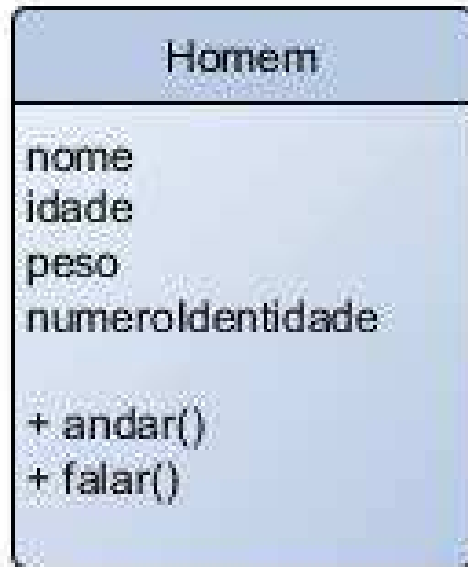 Homem
nome
idade
peso
numeroIdentidade
+ andar()
+ falar()